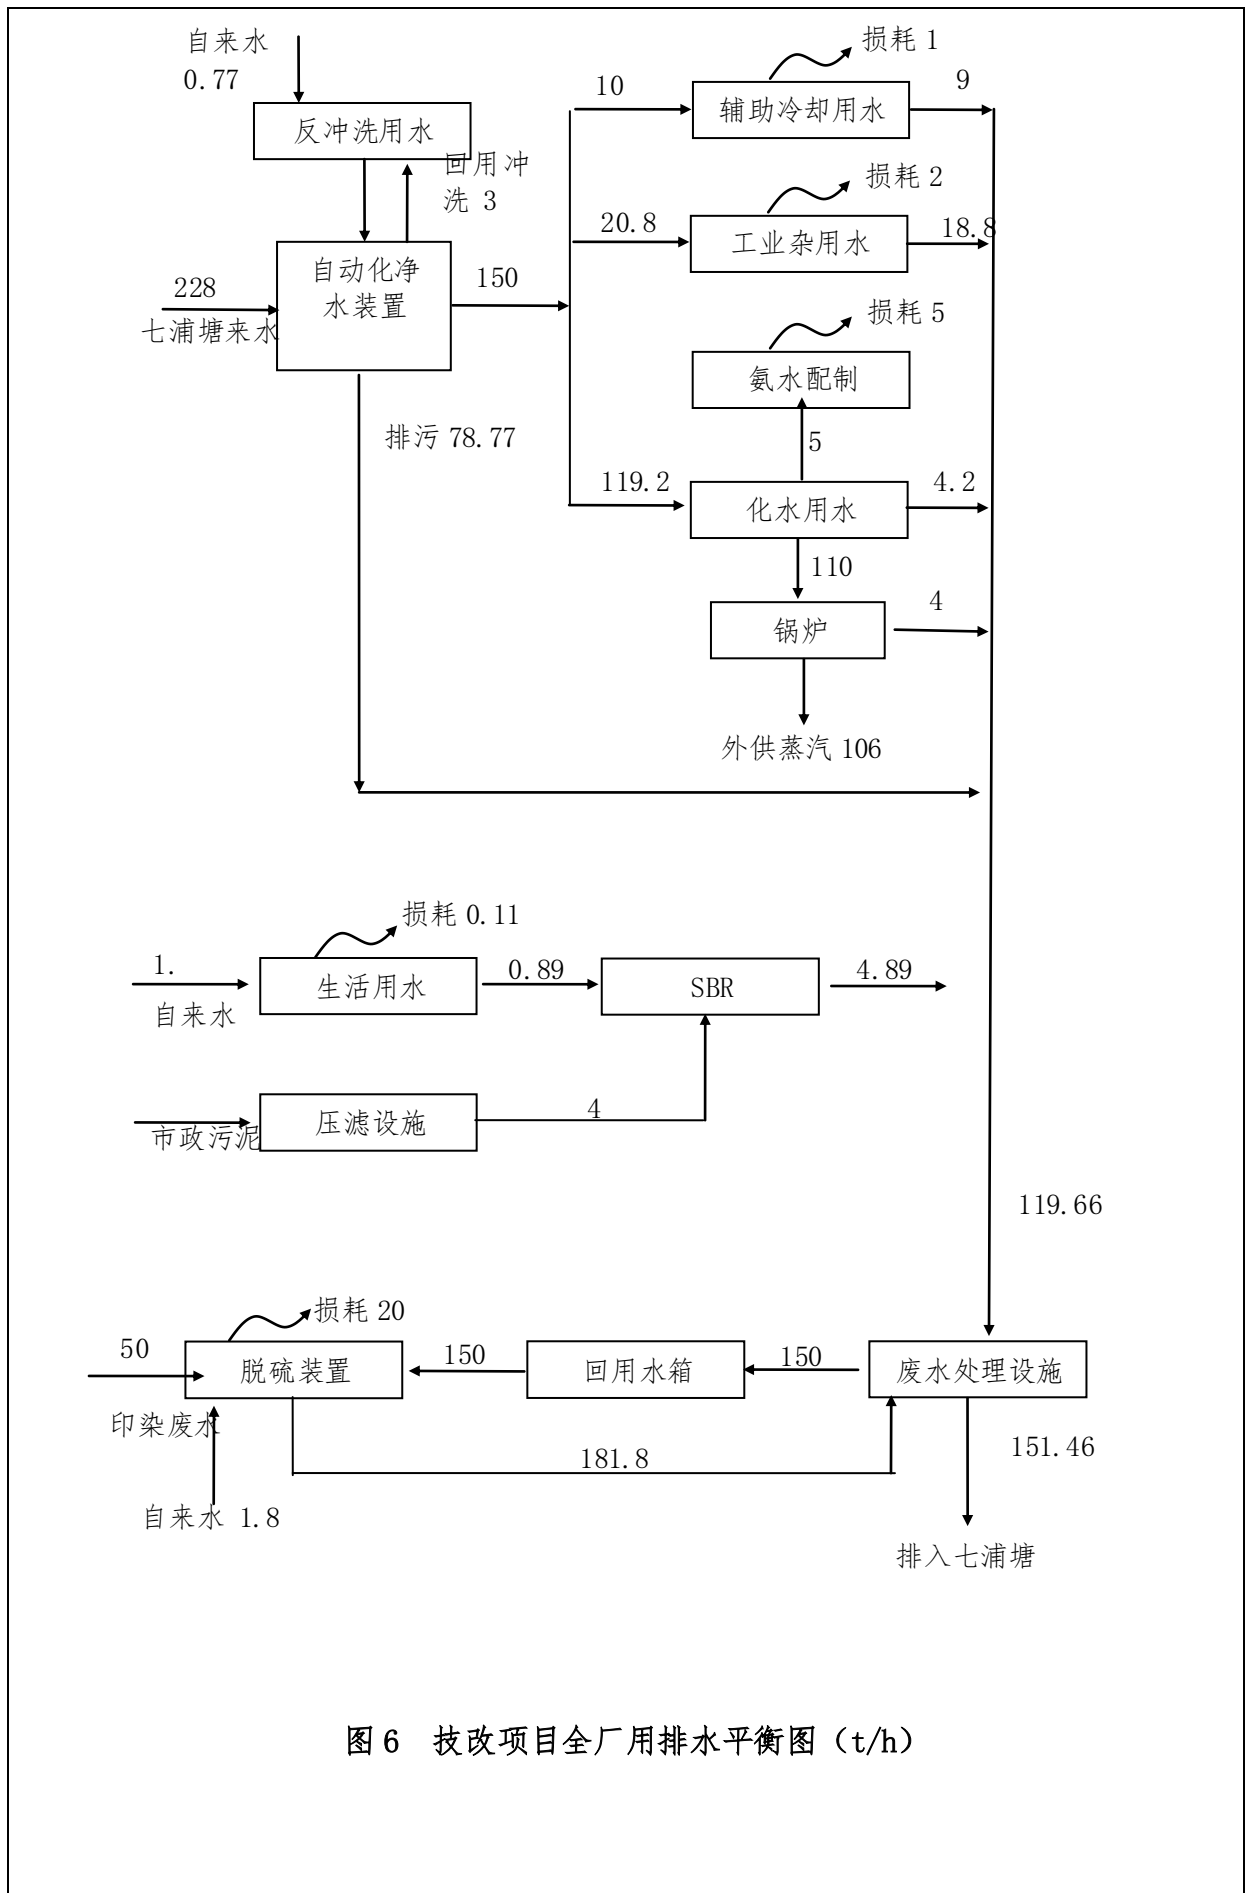 自来水
0.77
反冲洗用水
回用冲
洗 3
自动化净
水装置
228
七浦塘来水
150
排污 78.77
10
损耗 1
辅助冷却用水
9
损耗 2
20.8
工业杂用水
18.8
损耗 5
氨水配制
5
119.2
化水用水
4.2
110
锅炉
4
外供蒸汽 106
损耗 0.11
1.
自来水
生活用水
0.89
SBR
4.89
市政污泥
压滤设施
4
119.66
损耗 20
50
印染废水
脱硫装置
150
回用水箱
150
废水处理设施
自来水 1.8
181.8
151.46
排入七浦塘
图 6 技改项目全厂用排水平衡图（t/h）